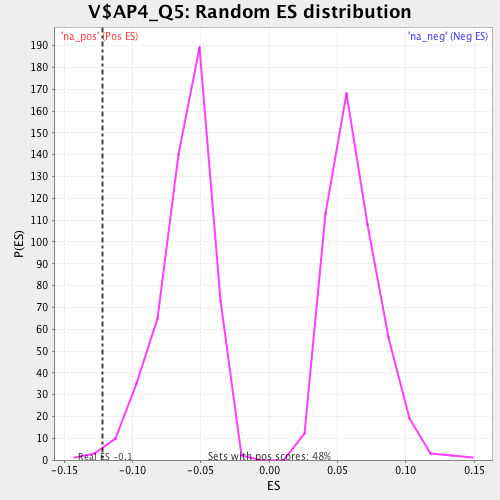 V$AP4_Q5: Random ES distribution
'na_pos' (Pos ES)
'na_neg' (Neg ES)
190
180
170
160
150
140
130
120
110
100
90
80
70
60
50
40
30
20
10
0
P(ES)
Real ES -0.1
Sets with pos scores: 48%
-0.15 -0.10 -0.05 0.00 0.05 0.10 0.15
ES